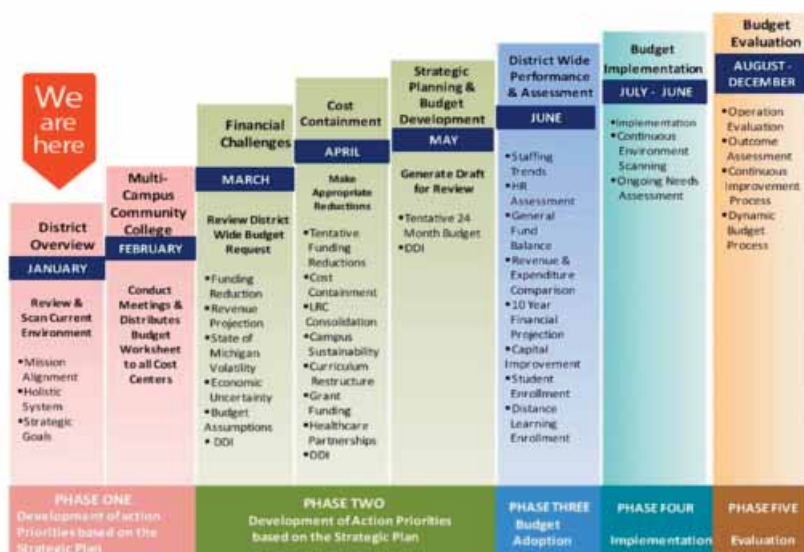 We
are
here
District
Overview
JANUARY
Review &
Scan Current
Environment
•Mission
Alignment
•Holistic
System
•Strategic
Goals
Multi-
Campus
Community
College
FEBRUARY
Conduct
Meetings &
Distributes
Budget
Worksheet
to all Cost
Centers
Financial
Challenges
MARCH
Review District
Wide Budget
Request
•Funding
Reduction
•Revenue
Projection
•State of
Michigan
Volatility
•Economic
Uncertainty
•Budget
Assumptions
• DDI
Cost
Containment
APRIL
Make
Appropriate
Reductions
•Tentative
Funding
Reductions
•Cost
Containment
•LRC
Consolidation
•Campus
Sustainability
•Curriculum
Restructure
•Grant
Funding
•Healthcare
Partnerships
•DDI
Strategic
Planning &
Budget
Development
MAY
Generate Draft
for Review
•Tentative 24
Month Budget
•DDI
District Wide
Performance
& Assessment
JUNE
•Staffing
Trends
•HR
Assessment
•General
Fund
Balance
•Revenue &
Expenditure
Comparison
•10 Year
Financial
Projection
•Capital
Improvement
•Student
Enrollment
•Distance
Learning
Enrollment
Budget
Implementation
JULY - JUNE
•Implementation
•Continuous
Environment
Scanning
•Ongoing Needs
Assessment
Budget
Evaluation
AUGUST -
DECEMBER
•Operation
Evaluation
•Outcome
Assessment
•Continuous
Improvement
Process
•Dynamic
Budget
Process
PHASE ONE
Development of action
Priorities based on the
Strategic Plan
PHASE TWO
Development of Action Priorities
based on the Strategic Plan
PHASE THREE
Budget
Adoption
PHASE FOUR
Implementation
PHASE FIVE
Evaluation